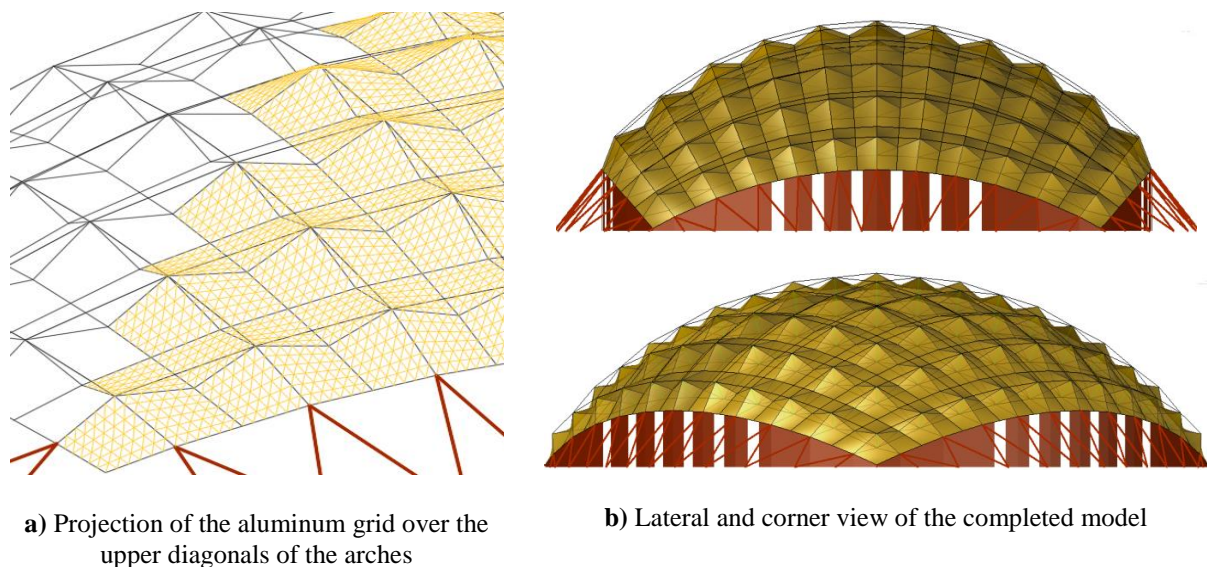 a) Projection of the aluminum grid over the
upper diagonals of the arches
b) Lateral and corner view of the completed model